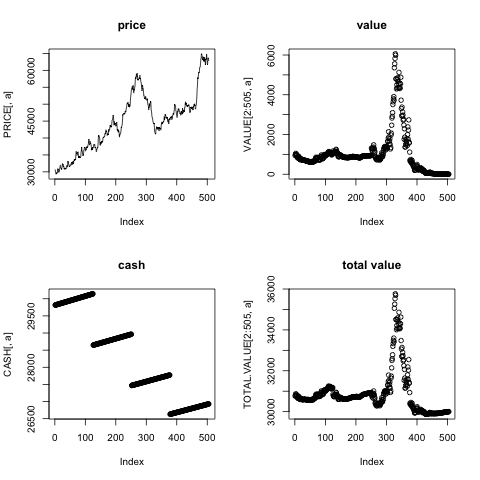 price
PRICE[, a]
30000 45000 60000
0 100 200 300 400 500
Index
value
VALUE[2:505, a]
0 2000 4000 6000
0 100 200 300 400 500
Index
cash
CASH[, a]
26500 28000 29500
0 100 200 300 400 500
Index
total value
TOTAL.VALUE[2:505, a]
30000 32000 34000 36000
0 100 200 300 400 500
Index